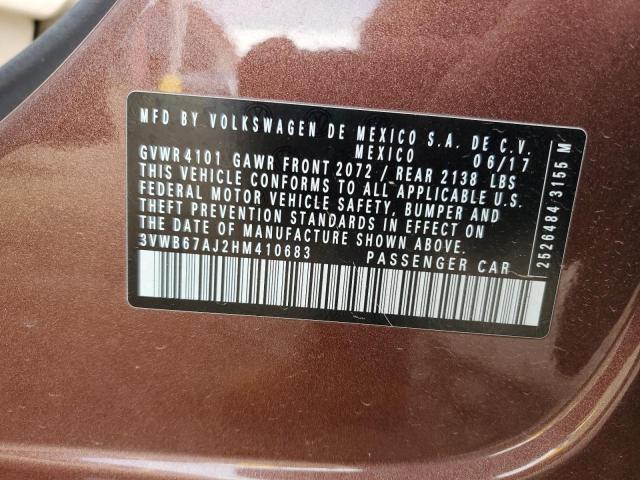 MFD BY VOLKSWAGEN DE MEXICO S.A. DE C.V.
MEXICO 06/17
GVWR 4101 GAWR FRONT 2072 / REAR 2138 LBS
THIS VEHICLE CONFORMS TO ALL APPLICABLE U.S.
FEDERAL MOTOR VEHICLE SAFETY, BUMPER AND
THEFT PREVENTION STANDARDS IN EFFECT ON
THE DATE OF MANUFACTURE SHOWN ABOVE.
3VWB67AJ2HM410683 PASSENGER CAR
2526484 3155 M